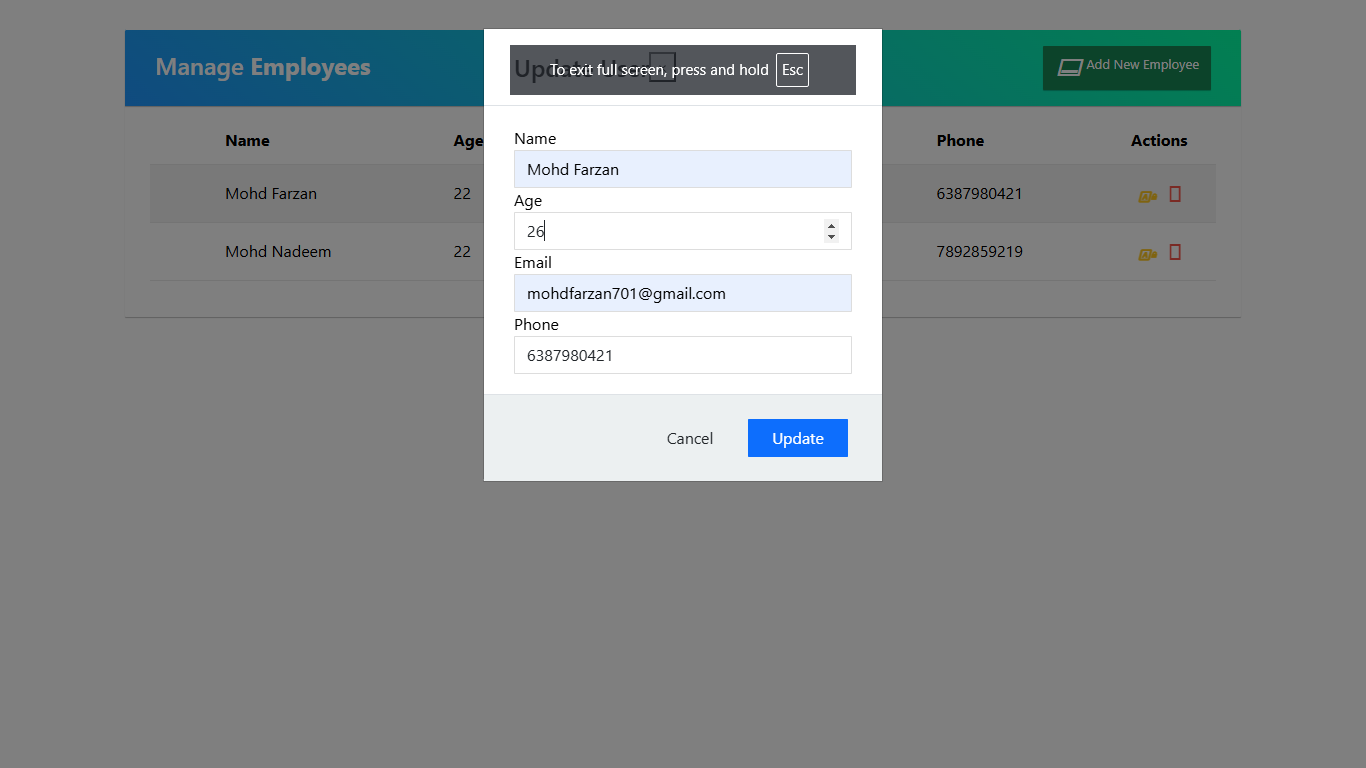 Manage Employees
Update User
To exit full screen, press and hold Esc
Add New Employee
Name Age Phone Actions
Mohd Farzan 22 6387980421
Mohd Nadeem 22 7892859219
Name
Mohd Farzan
Age
26
Email
mohdfarzan701@gmail.com
Phone
6387980421
Cancel Update